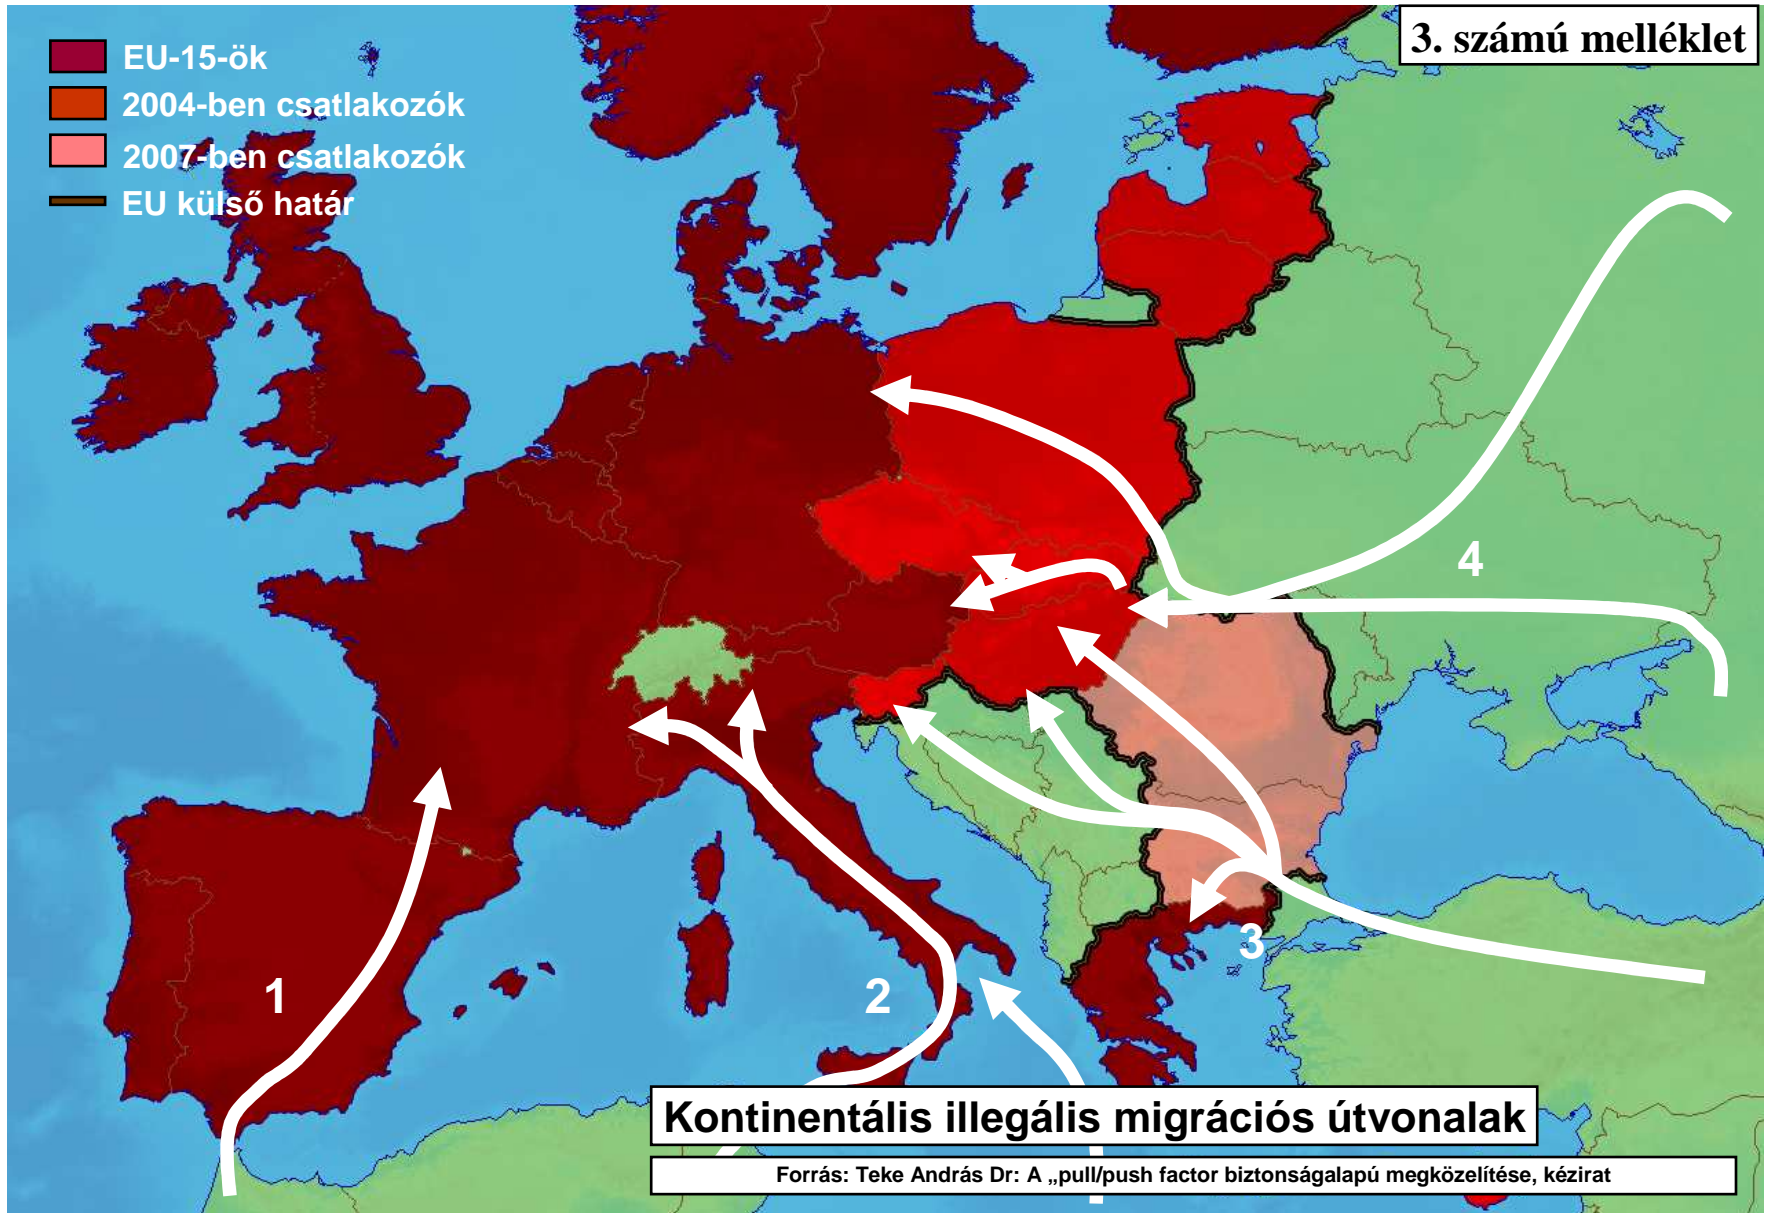 3. számú melléklet
EU-15-ök
2004-ben csatlakozók
2007-ben csatlakozók
EU külső határ
4
3
1
2
Kontinentális illegális migrációs útvonalak
Forrás: Teke András Dr: A „pull/push factor biztonságalapú megközelítése, kézirat